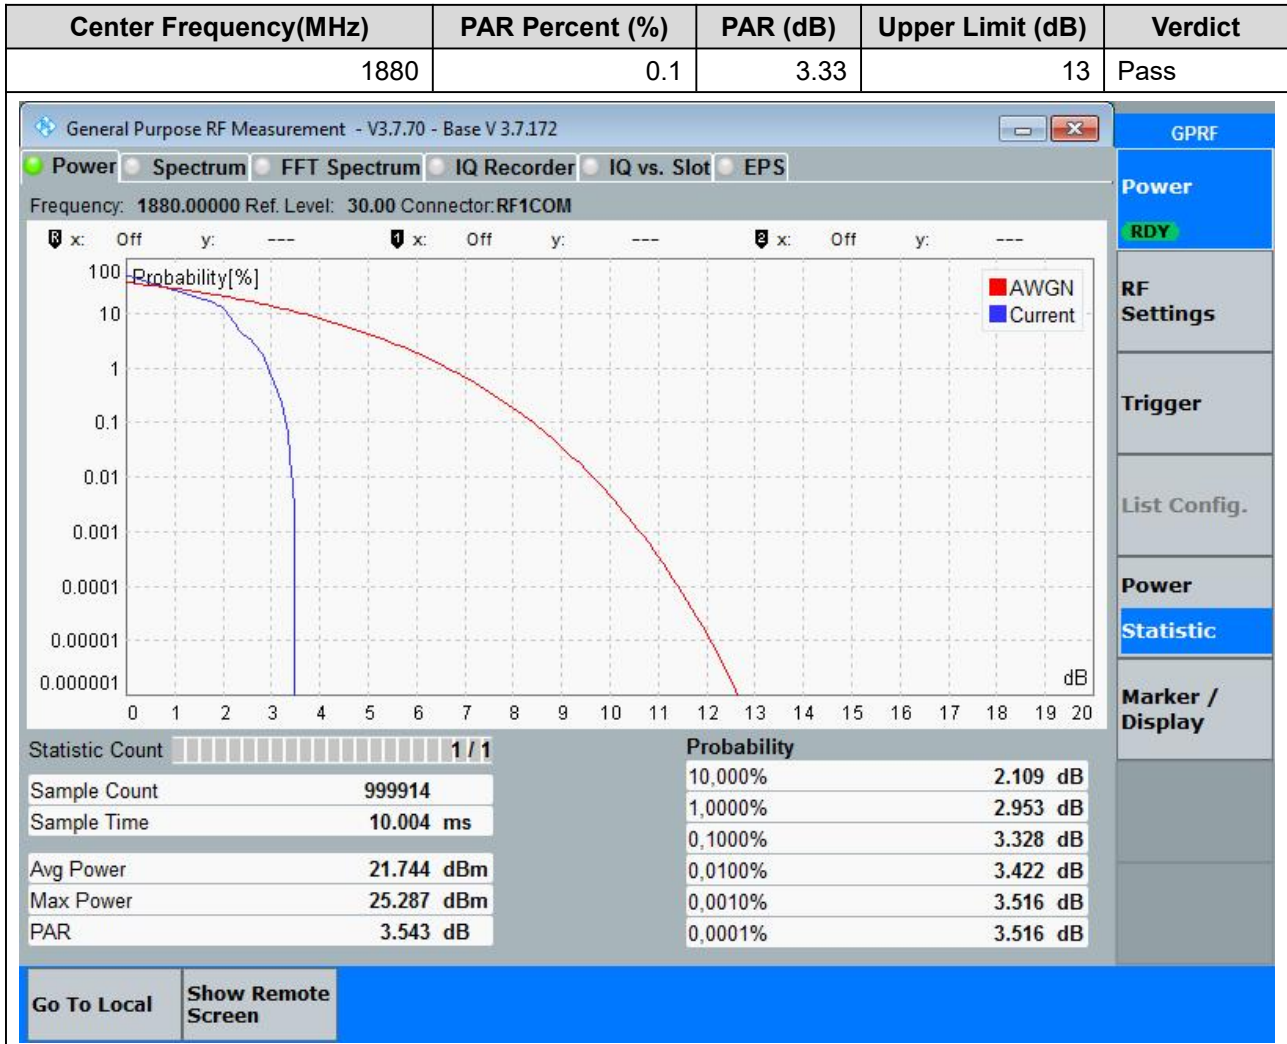 Center Frequency(MHz) PAR Percent (%) PAR (dB) Upper Limit (dB) Verdict
1880 0.1 3.33 13 Pass
General Purpose RF Measurement - V3.7.70 - Base V 3.7.172
GPRF
Power Spectrum FFT Spectrum IQ Recorder IQ vs. Slot EPS
Power
RDY
Frequency: 1880.00000 Ref. Level: 30.00 Connector:RF1COM
R x: Off y: --- 1 x: Off y: --- 2 x: Off y: ---
RF
Settings
Trigger
List Config.
Power
Statistic
Marker /
Display
Probability[%]
AWGN
Current
100
10
1
0.1
0.01
0.001
0.0001
0.00001
0.000001
dB
0 1 2 3 4 5 6 7 8 9 10 11 12 13 14 15 16 17 18 19 20
Statistic Count 1 / 1
Sample Count 999914
Sample Time 10.004 ms
Avg Power 21.744 dBm
Max Power 25.287 dBm
PAR 3.543 dB
Probability
10,000% 2.109 dB
1,0000% 2.953 dB
0,1000% 3.328 dB
0,0100% 3.422 dB
0,0010% 3.516 dB
0,0001% 3.516 dB
Go To Local
Show Remote
Screen